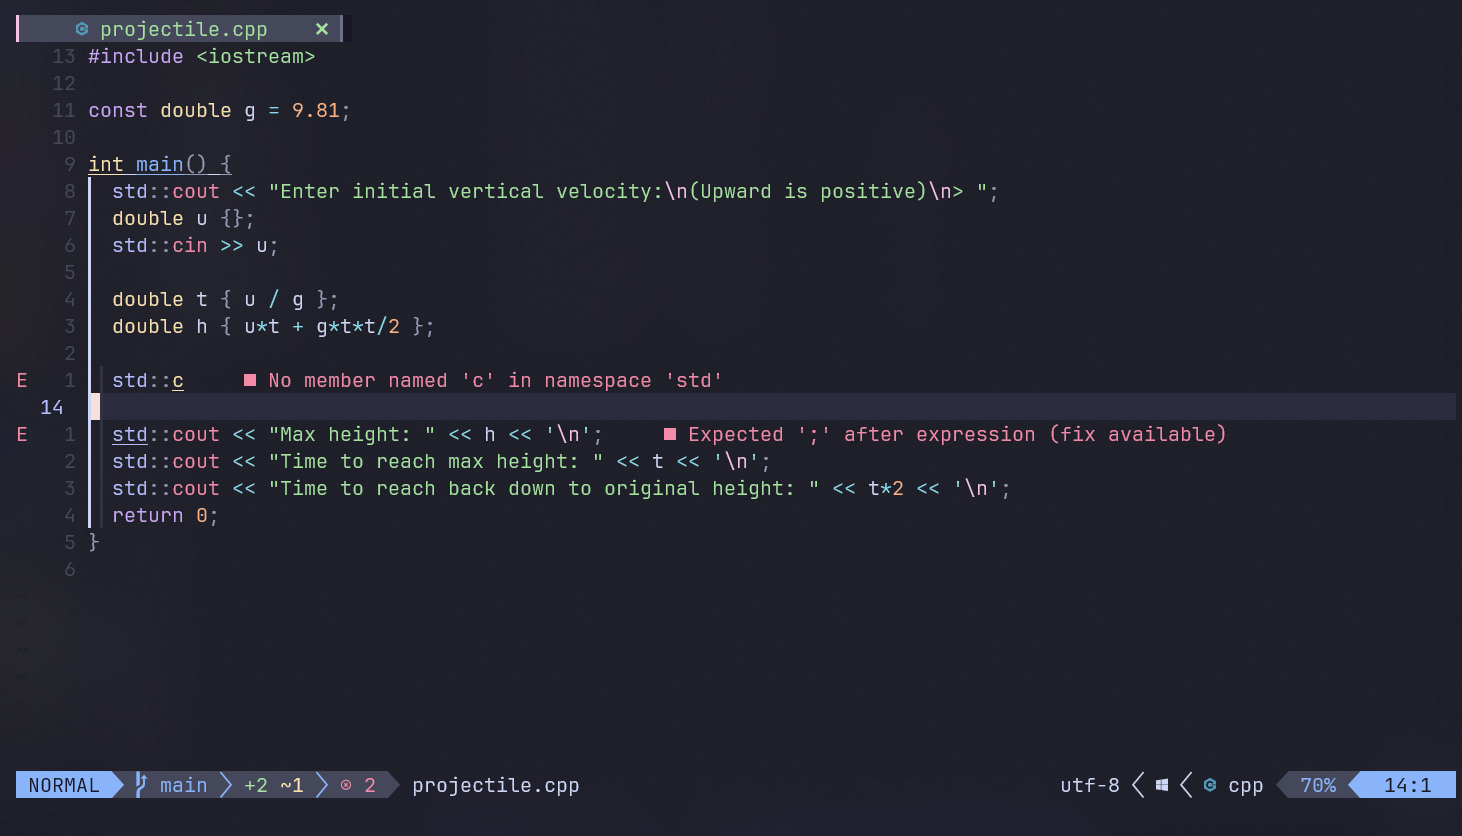 projectile.cpp ×
13 #include <iostream>
12
11 const double g = 9.81;
10
9 int main() {
8 std::cout << "Enter initial vertical velocity:\n(Upward is positive)\n> ";
7 double u {};
6 std::cin >> u;
5
4 double t { u / g };
3 double h { u*t + g*t*t/2 };
2
E 1 std::c ■ No member named 'c' in namespace 'std'
14
E 1 std::cout << "Max height: " << h << '\n'; ■ Expected ';' after expression (fix available)
2 std::cout << "Time to reach max height: " << t << '\n';
3 std::cout << "Time to reach back down to original height: " << t*2 << '\n';
4 return 0;
5 }
6
~
~
~
~
~
NORMAL main +2 ~1 2 projectile.cpp utf-8 cpp 70% 14:1